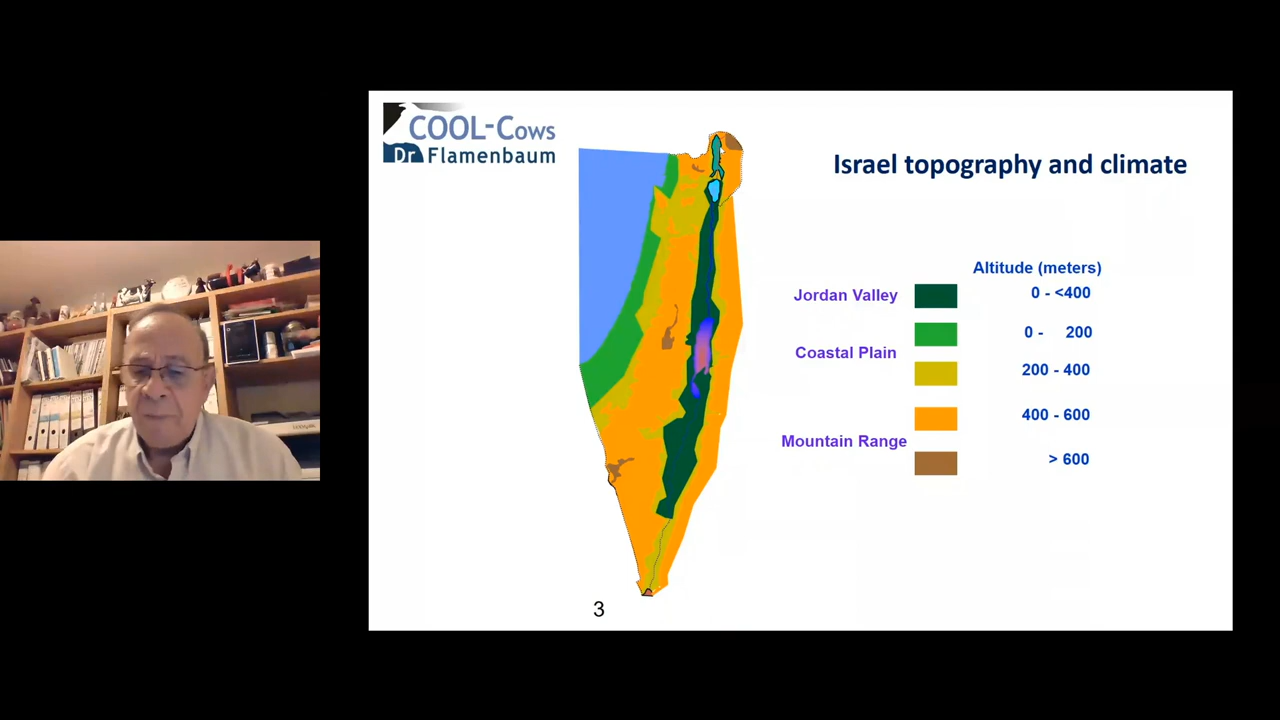 COOL-Cows
Dr Flamenbaum
Israel topography and climate
Altitude (meters)
Jordan Valley 0 - <400
0 - 200
Coastal Plain
200 - 400
400 - 600
Mountain Range
> 600
3